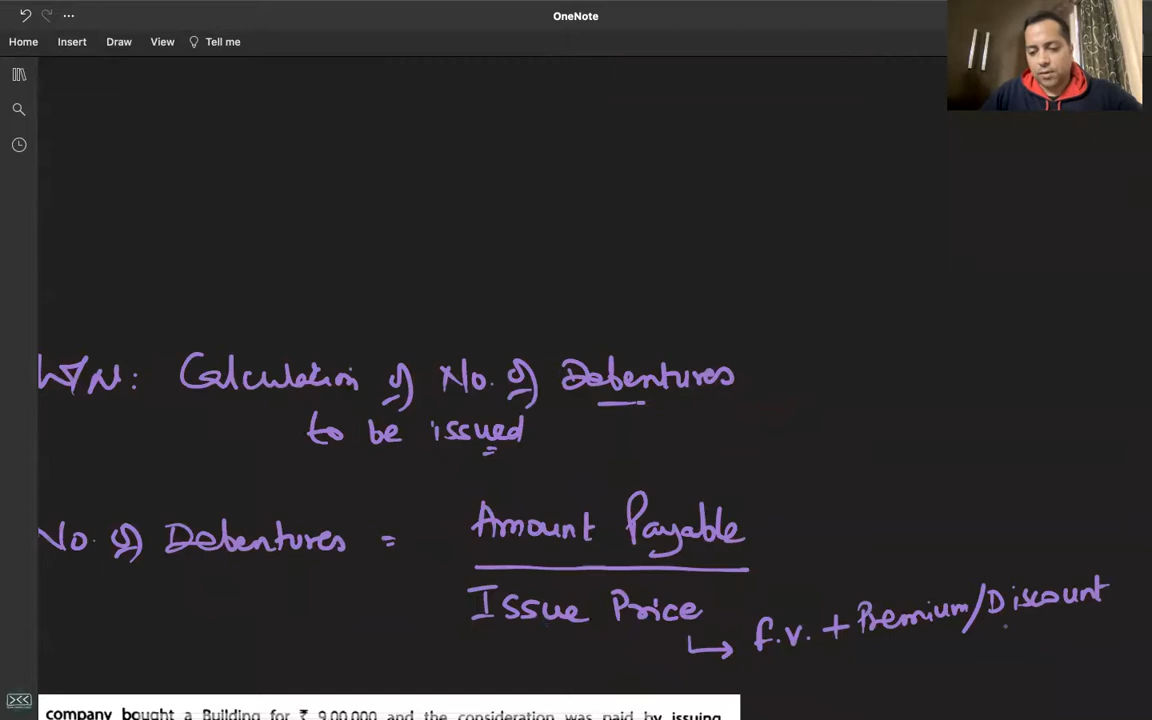 OneNote
Home Insert Draw View Tell me
W/N: Calculation of No. of Debentures
to be issued
No. of Debentures = Amount Payable
Issue Price
↳ f.v. + Premium/Discount
company bought a Building for ₹ 9,00,000 and the consideration was paid by issuing